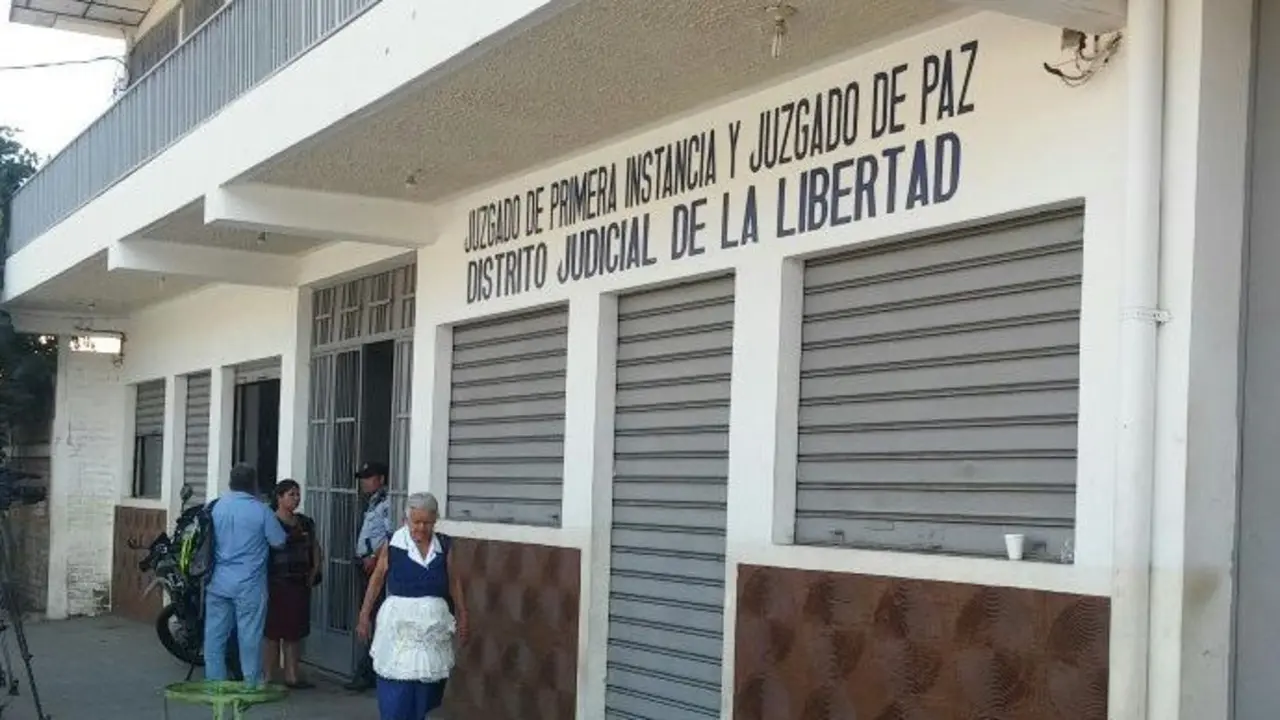 JUZGADO DE PRIMERA INSTANCIA Y JUZGADO DE PAZ
DISTRITO JUDICIAL DE LA LIBERTAD